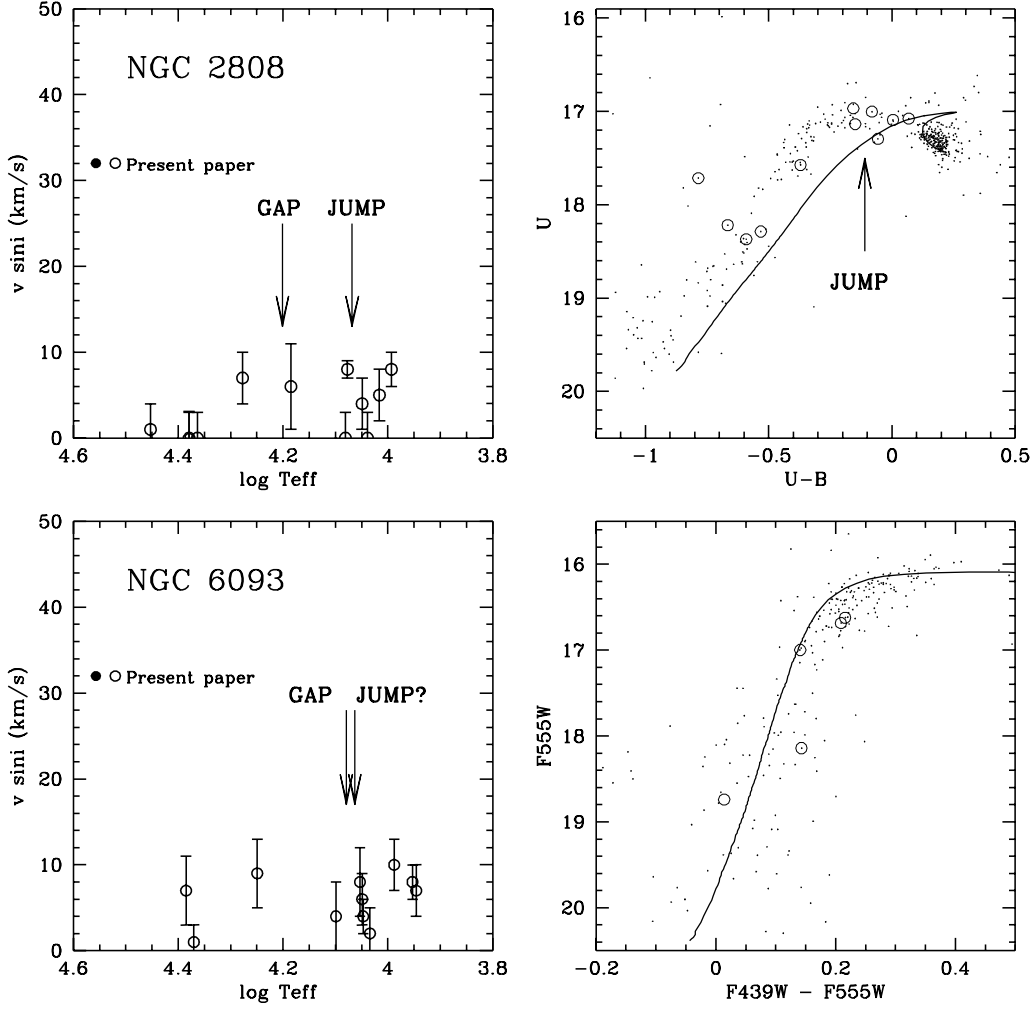 NGC 2808
Present paper
GAP JUMP
50
40
30
20
10
0
v sini (km/s)
4.6 4.4 4.2 4 3.8
log Teff
16
17
18
19
20
U
JUMP
−1 −0.5 0 0.5
U−B
NGC 6093
Present paper
GAP JUMP?
50
40
30
20
10
0
v sini (km/s)
4.6 4.4 4.2 4 3.8
log Teff
16
17
18
19
20
F555W
−0.2 0 0.2 0.4
F439W − F555W